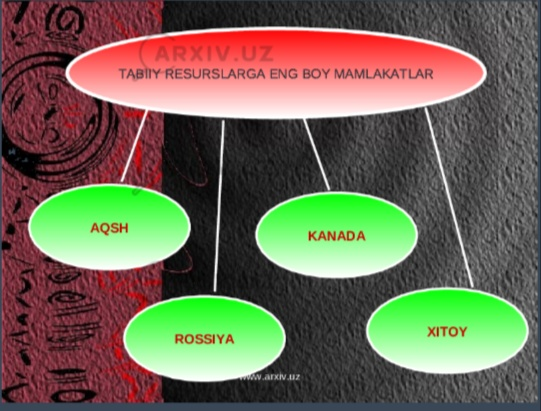 ARXIV.UZ
TABIIY RESURSLARGA ENG BOY MAMLAKATLAR
AQSH
KANADA
ROSSIYA
XITOY
www.arxiv.uz